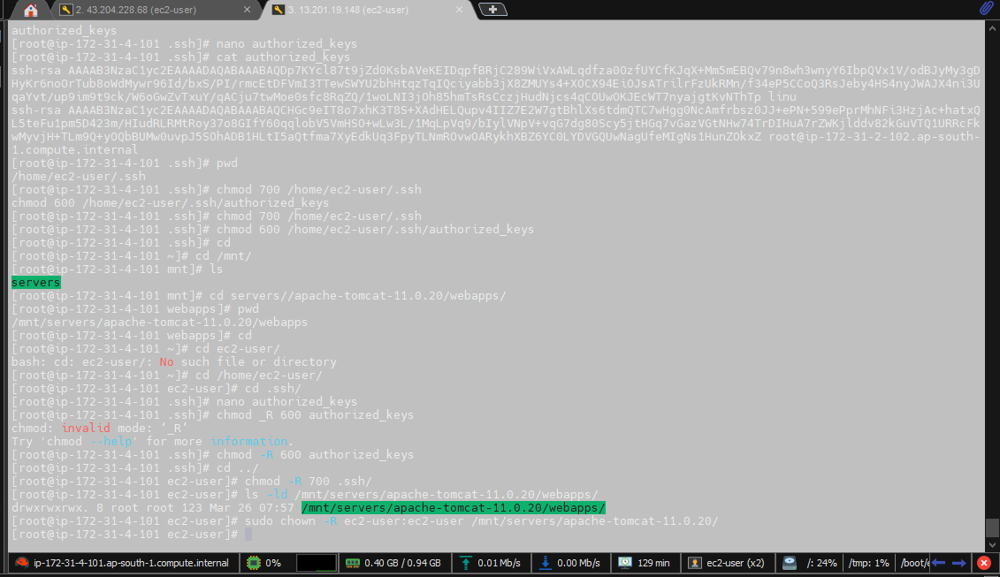 2. 43.204.228.68 (ec2-user)
3. 13.201.19.148 (ec2-user)
authorized_keys
[root@ip-172-31-4-101 .ssh]# nano authorized_keys
[root@ip-172-31-4-101 .ssh]# cat authorized_keys
ssh-rsa AAAAB3NzaC1yc2EAAAADAQABAAABAQDp7KYcl87t9jZd0KsbAVeKEIDqpfBRjC289WiVxAWLqdfza0OzfUYCfKJqX+Mm5mEBQv79n8wh3wnyY6IbpQVx1V/odBJyMy3gD
HyKr6noOrTub8oWdMywr96Id/bxS/PI/rmcEtDFVmI3TTewSWYU2bhHtqzTqIQciyabb3jX8ZMUYs4+XOCX94EiOJsATrilrFzUkRMn/f34eP5CCoQ3RsJeby4HS4nyJWAJX4ni3U
qaYvt/up9im9t9ck/W6oGwZvTxuY/qACju7twMoe0sfc8RqZQ/1woLNI3jOh85hmTsRsCczjHudNjcs4qCOUwOKJEcWT7nyajgtKvNThTp linu
ssh-rsa AAAAB3NzaC1yc2EAAAADAQABAAABAQCHGc9eIT8o7xhK3T8S+XAdHELQupv4IIZ7E2W7gtBhlXs6tdmQTC7wHgg0NcAmfrbsz0JJ+ePN+599ePprMhNFi3HzjAc+hatxQ
L5teFu1pm5D423m/HIudRLRMtRoy37o8GIfY60qqlobV5VmHSO+wLw3L/1MQLpVq9/bIylVNpV+vqG7dg80Scy5jtHGq7vGazVGtNHw74TrDIHuA7rZWKjlddv82kGuVTQ1URRcFk
wMyvjH+TLm9Q+yOQbBUMw0uvpJ5SOhADB1HLtI5aQtfma7XyEdkUq3FpyTLNmROvwOARykhXBZ6YC0LYDVGQUwNagUfeMIgNs1HunZOkxZ root@ip-172-31-2-102.ap-south-
1.compute.internal
[root@ip-172-31-4-101 .ssh]# pwd
/home/ec2-user/.ssh
[root@ip-172-31-4-101 .ssh]# chmod 700 /home/ec2-user/.ssh
chmod 600 /home/ec2-user/.ssh/authorized_keys
[root@ip-172-31-4-101 .ssh]# chmod 700 /home/ec2-user/.ssh
[root@ip-172-31-4-101 .ssh]# chmod 600 /home/ec2-user/.ssh/authorized_keys
[root@ip-172-31-4-101 .ssh]# cd
[root@ip-172-31-4-101 ~]# cd /mnt/
[root@ip-172-31-4-101 mnt]# ls
servers
[root@ip-172-31-4-101 mnt]# cd servers//apache-tomcat-11.0.20/webapps/
[root@ip-172-31-4-101 webapps]# pwd
/mnt/servers/apache-tomcat-11.0.20/webapps
[root@ip-172-31-4-101 webapps]# cd
[root@ip-172-31-4-101 ~]# cd ec2-user/
bash: cd: ec2-user/: No such file or directory
[root@ip-172-31-4-101 ~]# cd /home/ec2-user/
[root@ip-172-31-4-101 ec2-user]# cd .ssh/
[root@ip-172-31-4-101 .ssh]# nano authorized_keys
[root@ip-172-31-4-101 .ssh]# chmod _R 600 authorized_keys
chmod: invalid mode: ‘_R’
Try 'chmod --help' for more information.
[root@ip-172-31-4-101 .ssh]# chmod -R 600 authorized_keys
[root@ip-172-31-4-101 .ssh]# cd ../
[root@ip-172-31-4-101 ec2-user]# chmod -R 700 .ssh/
[root@ip-172-31-4-101 ec2-user]# ls -ld /mnt/servers/apache-tomcat-11.0.20/webapps/
drwxrwxrwx. 8 root root 123 Mar 26 07:57 /mnt/servers/apache-tomcat-11.0.20/webapps/
[root@ip-172-31-4-101 ec2-user]# sudo chown -R ec2-user:ec2-user /mnt/servers/apache-tomcat-11.0.20/
[root@ip-172-31-4-101 ec2-user]#
ip-172-31-4-101.ap-south-1.compute.internal 0% 0.40 GB / 0.94 GB 0.01 Mb/s 0.00 Mb/s 129 min ec2-user (x2) /: 24% /tmp: 1% /boot/e